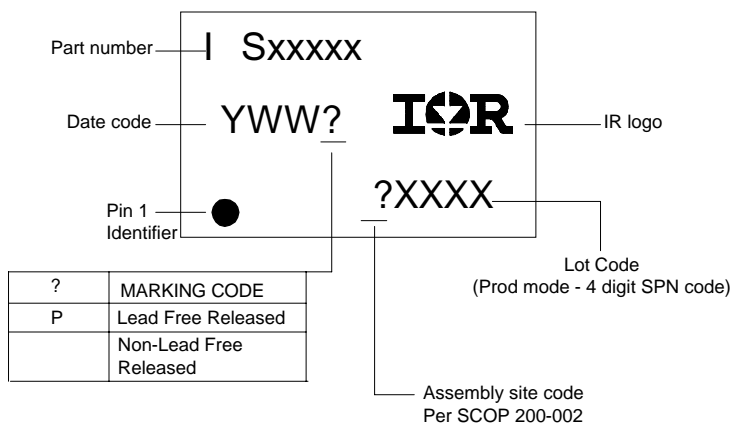 Part number
I Sxxxxx
Date code
YWW?
IOR
IR logo
?XXXX
Pin 1
Identifier
Lot Code
(Prod mode - 4 digit SPN code)
? MARKING CODE
P Lead Free Released
Non-Lead Free
Released
Assembly site code
Per SCOP 200-002